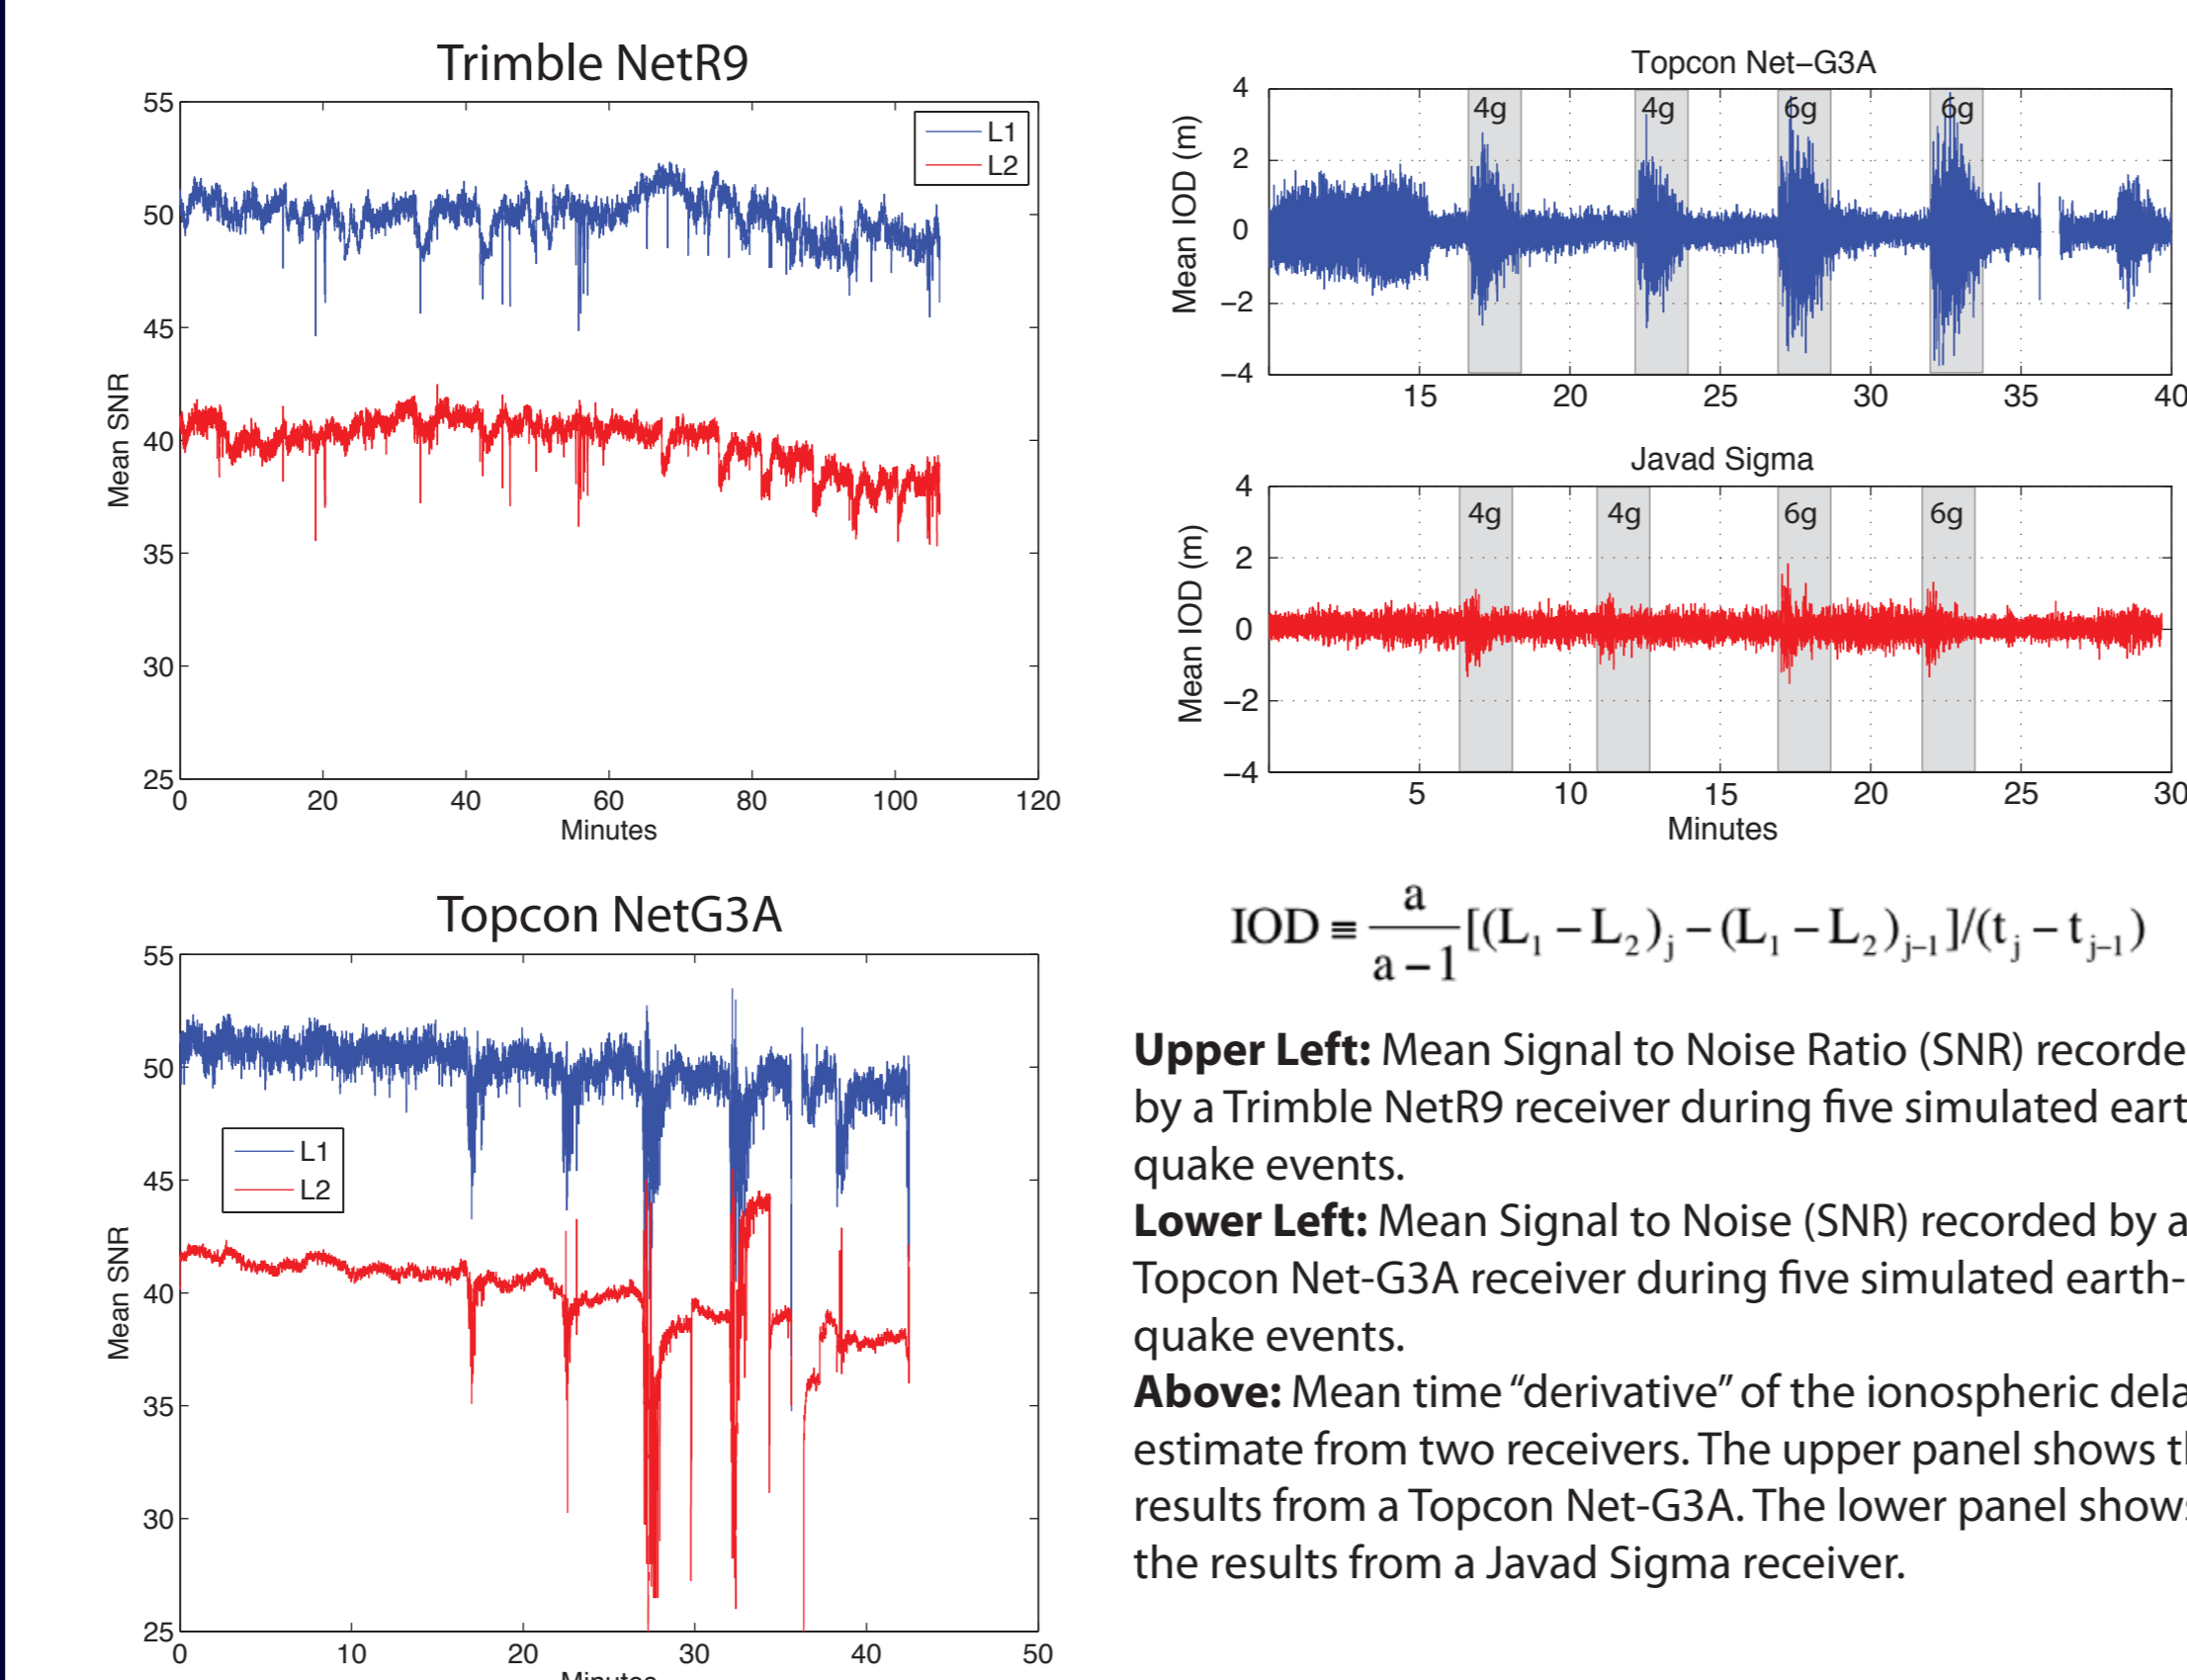 Trimble NetR9
55
50
45
40
35
30
25
0 20 40 60 80 100 120
Mean SNR
Minutes
L1
L2
Topcon NetG3A
55
50
45
40
35
30
25
0 10 20 30 40 50
Mean SNR
L1
L2
Minutes
Topcon Net–G3A
4
2
0
−2
−4
Mean IOD (m)
4g 4g 6g 6g
15 20 25 30 35 40
Javad Sigma
4
2
0
−2
−4
Mean IOD (m)
4g 4g 6g 6g
5 10 15 20 25 30
Minutes
IOD ≡ a/(a − 1) [(L₁ − L₂)ⱼ − (L₁ − L₂)ⱼ₋₁]/(tⱼ − tⱼ₋₁)
Upper Left: Mean Signal to Noise Ratio (SNR) recorde
by a Trimble NetR9 receiver during five simulated eart
quake events.
Lower Left: Mean Signal to Noise (SNR) recorded by a
Topcon Net-G3A receiver during five simulated earth-
quake events.
Above: Mean time “derivative” of the ionospheric dela
estimate from two receivers. The upper panel shows t
results from a Topcon Net-G3A. The lower panel shows
the results from a Javad Sigma receiver.